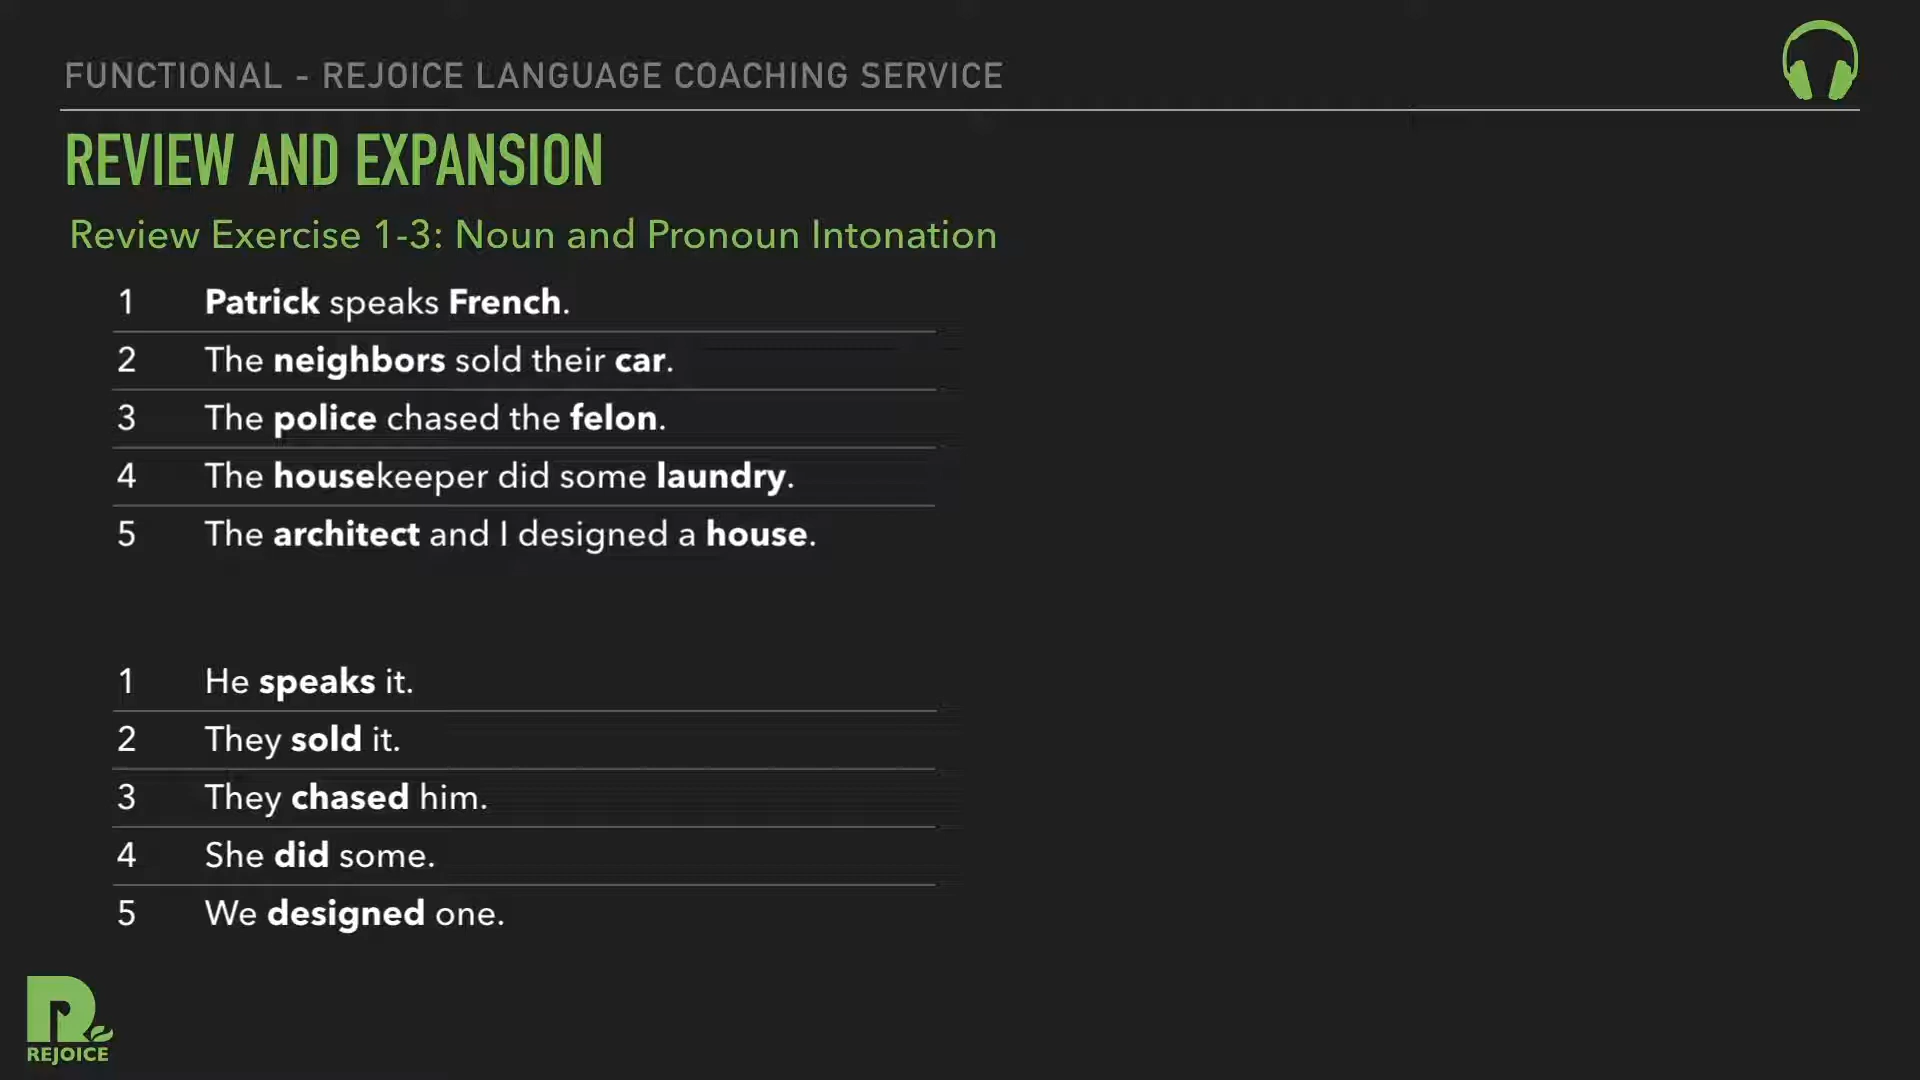 FUNCTIONAL - REJOICE LANGUAGE COACHING SERVICE
REVIEW AND EXPANSION
Review Exercise 1-3: Noun and Pronoun Intonation
1 Patrick speaks French.
2 The neighbors sold their car.
3 The police chased the felon.
4 The housekeeper did some laundry.
5 The architect and I designed a house.
1 He speaks it.
2 They sold it.
3 They chased him.
4 She did some.
5 We designed one.
REJOICE